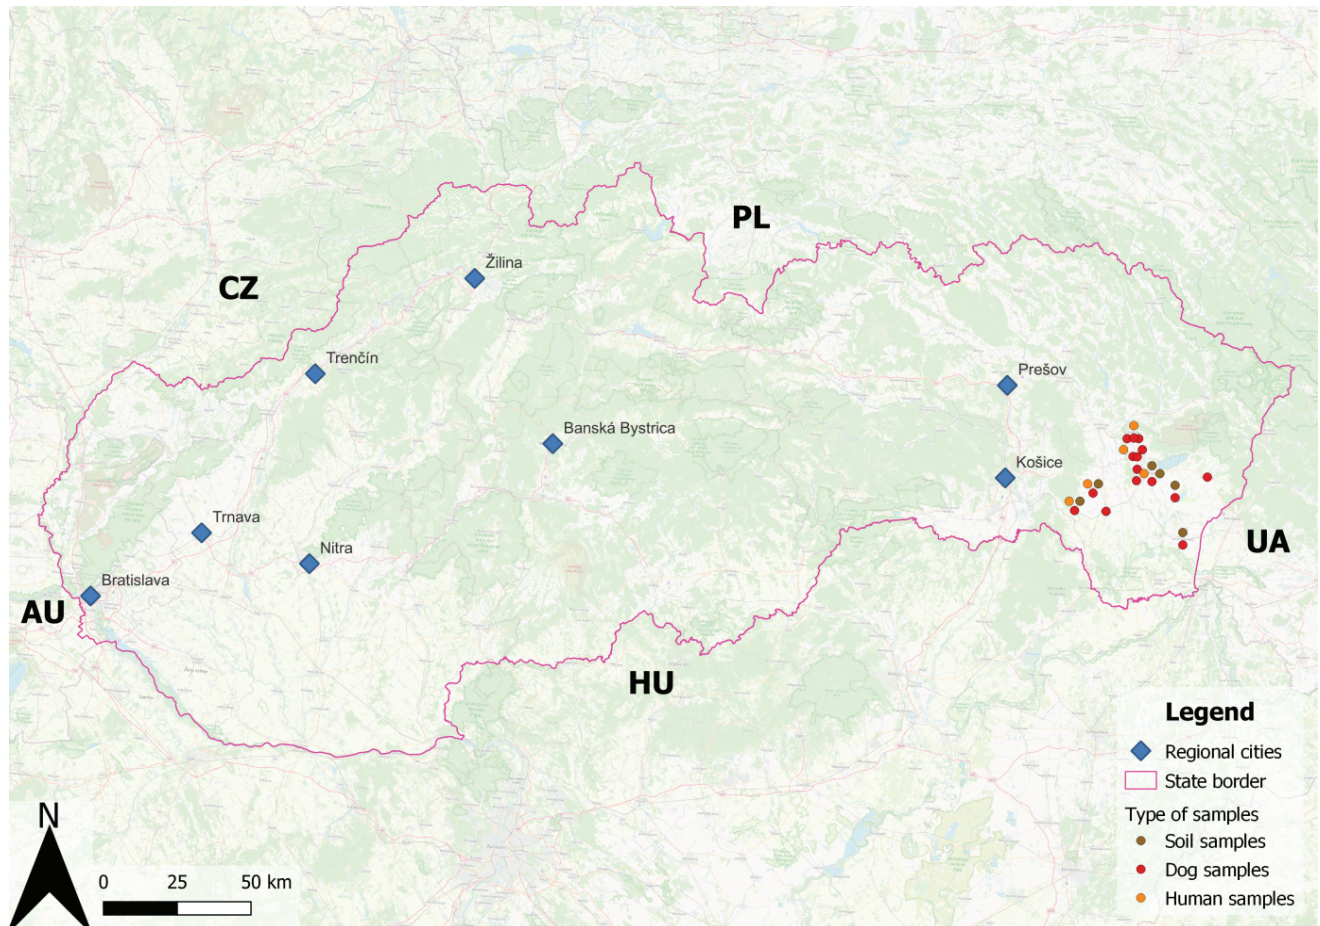 PL
Žilina
CZ
Trenčín
Prešov
Banská Bystrica
Košice
Trnava
Nitra
UA
Bratislava
AU
HU
Legend
Regional cities
State border
Type of samples
Soil samples
Dog samples
Human samples
N
0 25 50 km